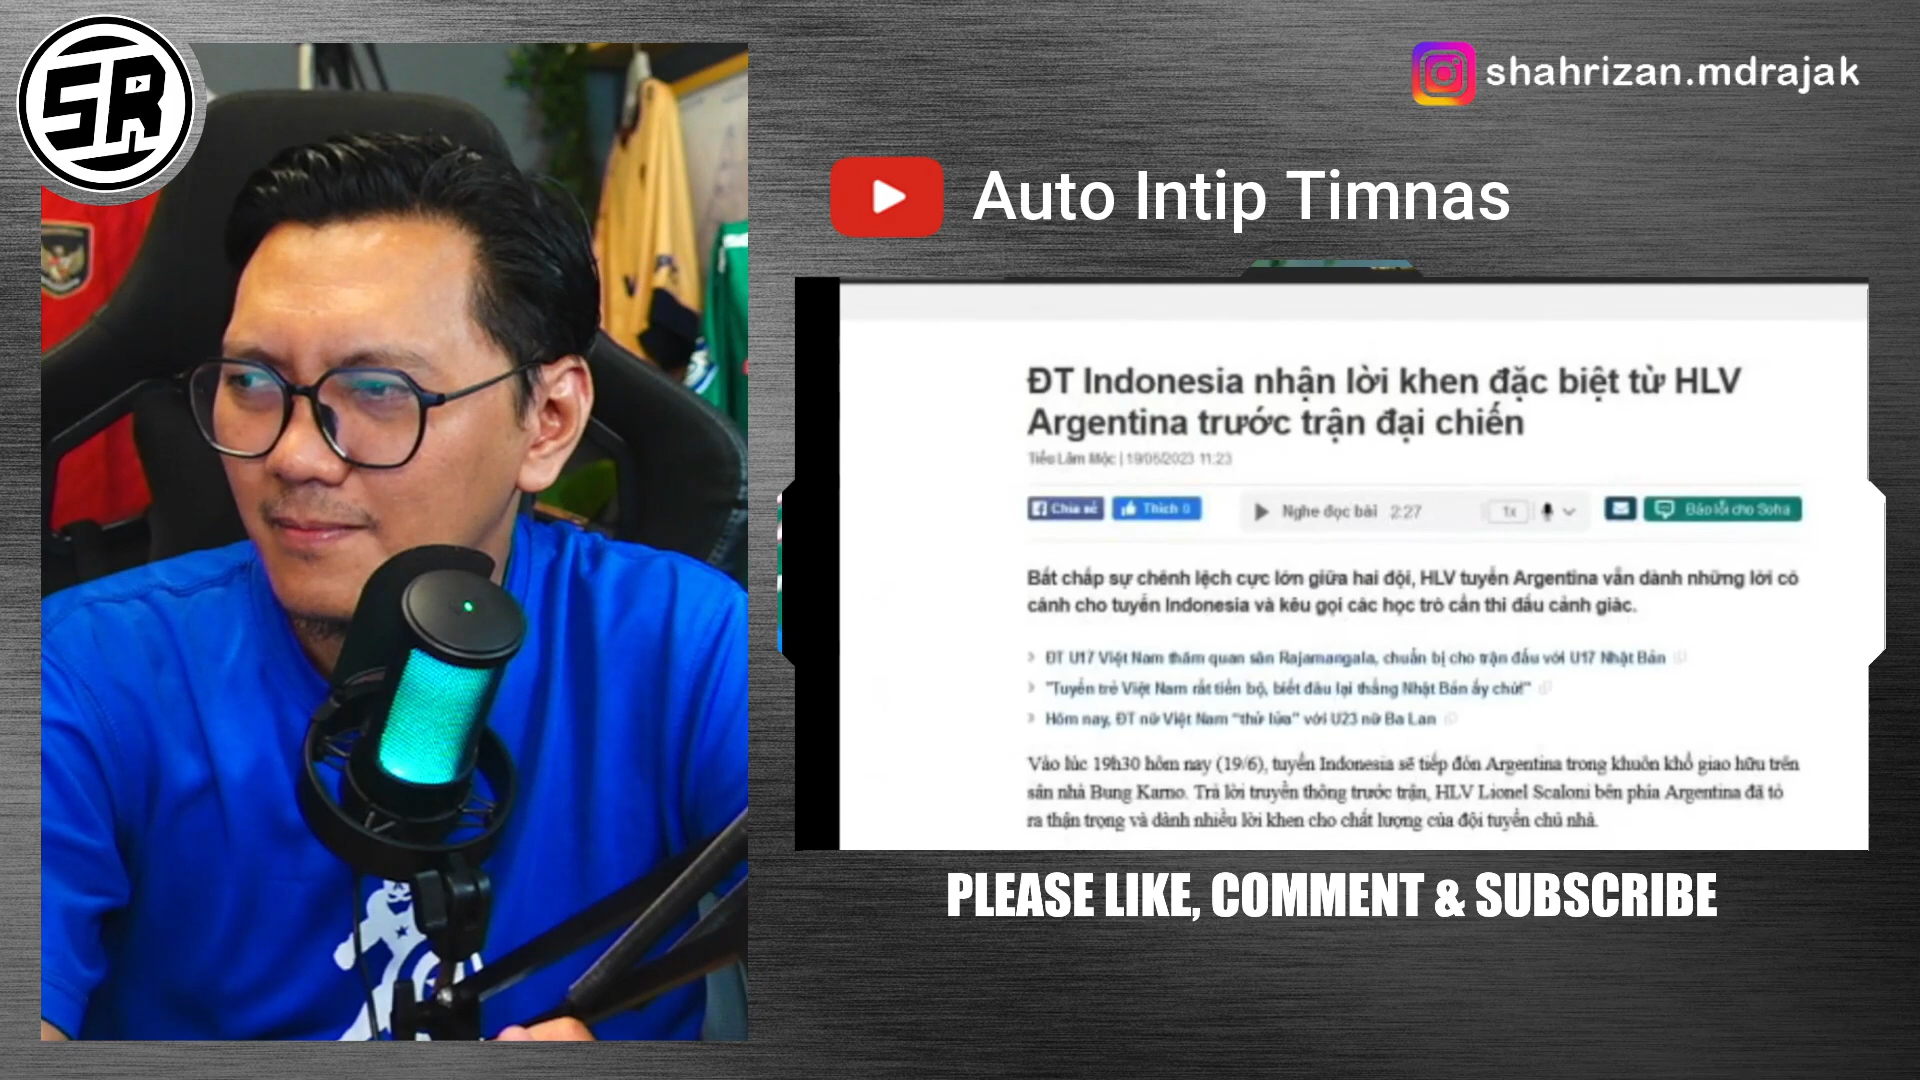 SR
shahrizan.mdrajak
Auto Intip Timnas
ĐT Indonesia nhận lời khen đặc biệt từ HLV
Argentina trước trận đại chiến
Tiểu Lâm Mộc | 19/06/2023 11:23
Chia sẻ
Thích 0
Nghe đọc bài 2:27
1x
Báo lỗi cho Soha
Bất chấp sự chênh lệch cực lớn giữa hai đội, HLV tuyển Argentina vẫn dành những lời có
cánh cho tuyển Indonesia và kêu gọi các học trò cần thi đấu cảnh giác.
ĐT U17 Việt Nam thăm quan sân Rajamangala, chuẩn bị cho trận đấu với U17 Nhật Bản
"Tuyển trẻ Việt Nam rất tiến bộ, biết đâu lại thắng Nhật Bản ấy chứ!"
Hôm nay, ĐT nữ Việt Nam "thử lửa" với U23 nữ Ba Lan
Vào lúc 19h30 hôm nay (19/6), tuyển Indonesia sẽ tiếp đón Argentina trong khuôn khổ giao hữu trên
sân nhà Bung Karno. Trả lời truyền thông trước trận, HLV Lionel Scaloni bên phía Argentina đã tỏ
ra thận trọng và dành nhiều lời khen cho chất lượng của đội tuyển chủ nhà.
PLEASE LIKE, COMMENT & SUBSCRIBE